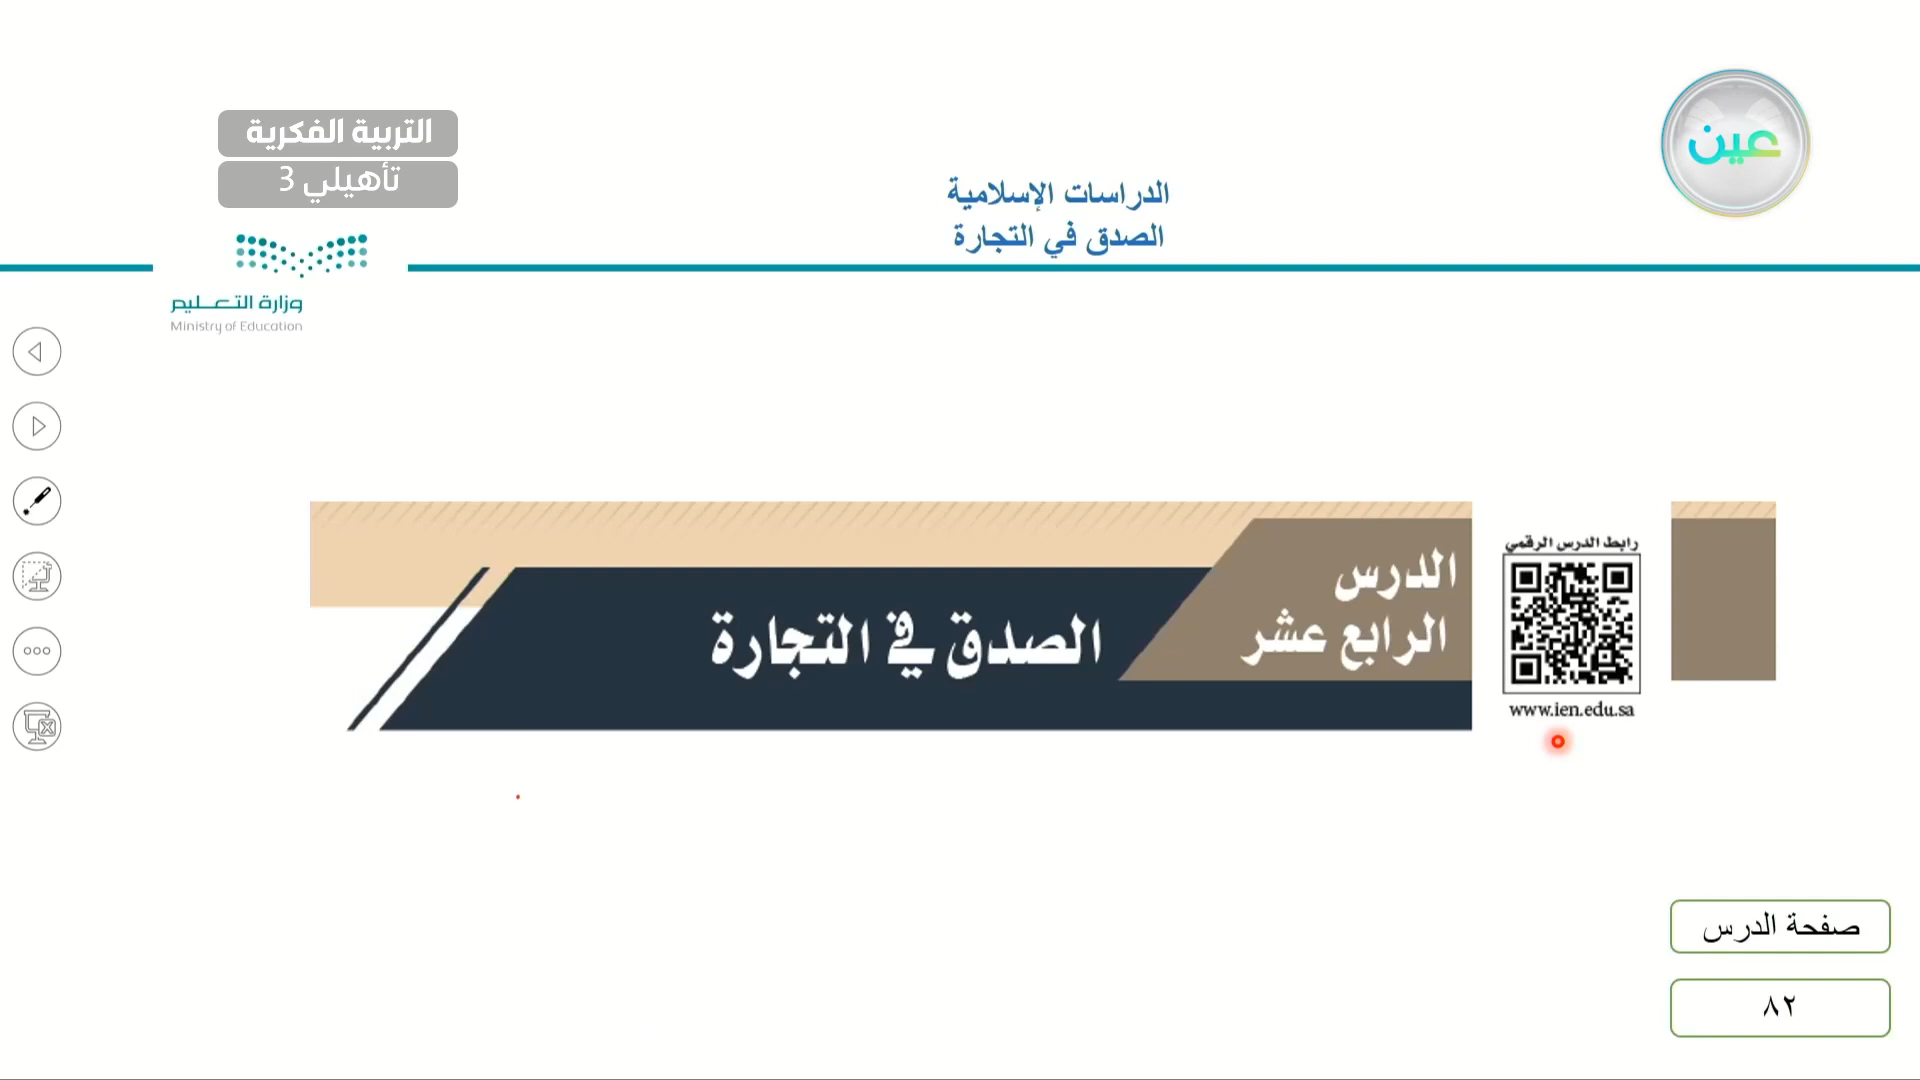 عين
التربية الفكرية
تأهيلي 3
الدراسات الإسلامية
الصدق في التجارة
وزارة التعليم
Ministry of Education
الدرس
الرابع عشر
الصدق في التجارة
رابط الدرس الرقمي
www.ien.edu.sa
صفحة الدرس
٨٢